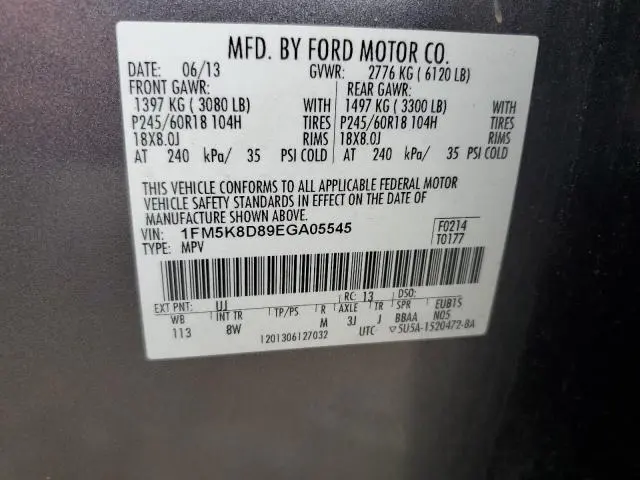 MFD. BY FORD MOTOR CO.
DATE: 06/13 GVWR: 2776 KG ( 6120 LB)
FRONT GAWR: REAR GAWR:
1397 KG ( 3080 LB) WITH 1497 KG ( 3300 LB) WITH
P245/60R18 104H TIRES P245/60R18 104H TIRES
18X8.0J RIMS 18X8.0J RIMS
AT 240 kPa/ 35 PSI COLD AT 240 kPa/ 35 PSI COLD
THIS VEHICLE CONFORMS TO ALL APPLICABLE FEDERAL MOTOR
VEHICLE SAFETY STANDARDS IN EFFECT ON THE DATE OF
MANUFACTURE SHOWN ABOVE.
VIN: 1FM5K8D89EGA05545 F0214
TYPE: MPV T0177
EXT PNT: UJ RC: 13 DSO:
WB INT TR TP/PS R AXLE TR SPR EUB1S
113 8W M 3J J BBAA N05
1201306127032 UTC 5U5A-1520472-BA